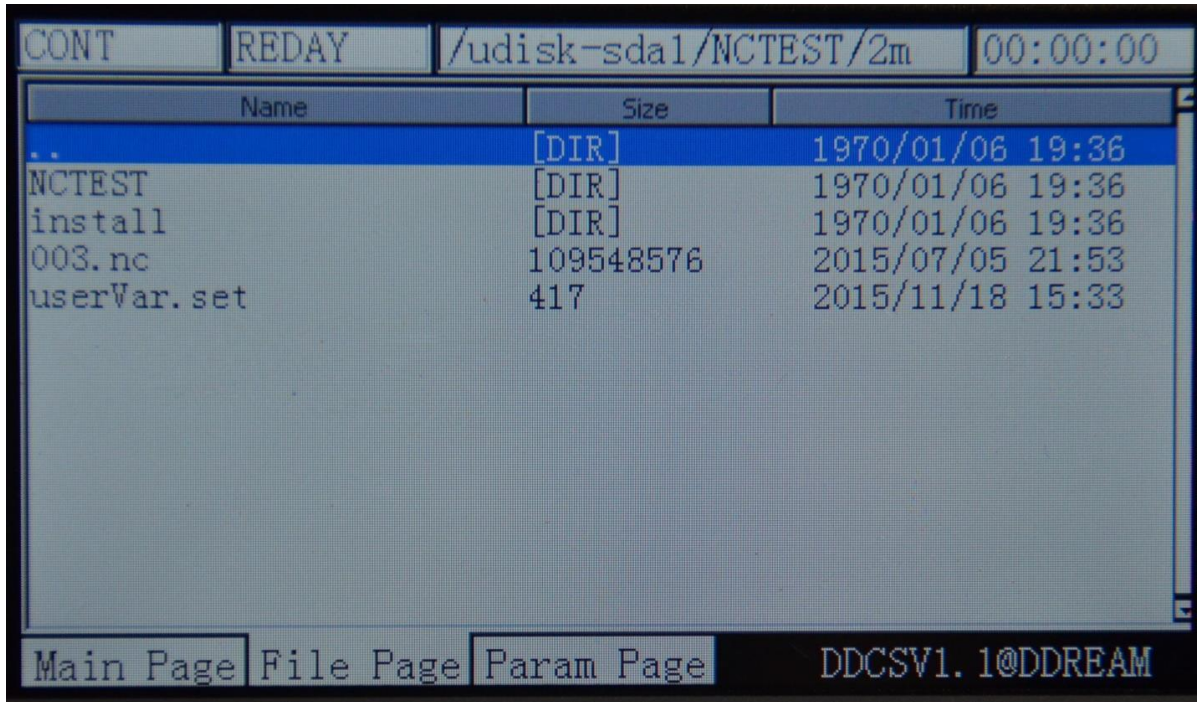 CONT REDAY /udisk-sda1/NCTEST/2m 00:00:00
Name Size Time
.. [DIR] 1970/01/06 19:36
NCTEST [DIR] 1970/01/06 19:36
install [DIR] 1970/01/06 19:36
003.nc 109548576 2015/07/05 21:53
userVar.set 417 2015/11/18 15:33
Main Page File Page Param Page DDCSV1.1@DDREAM